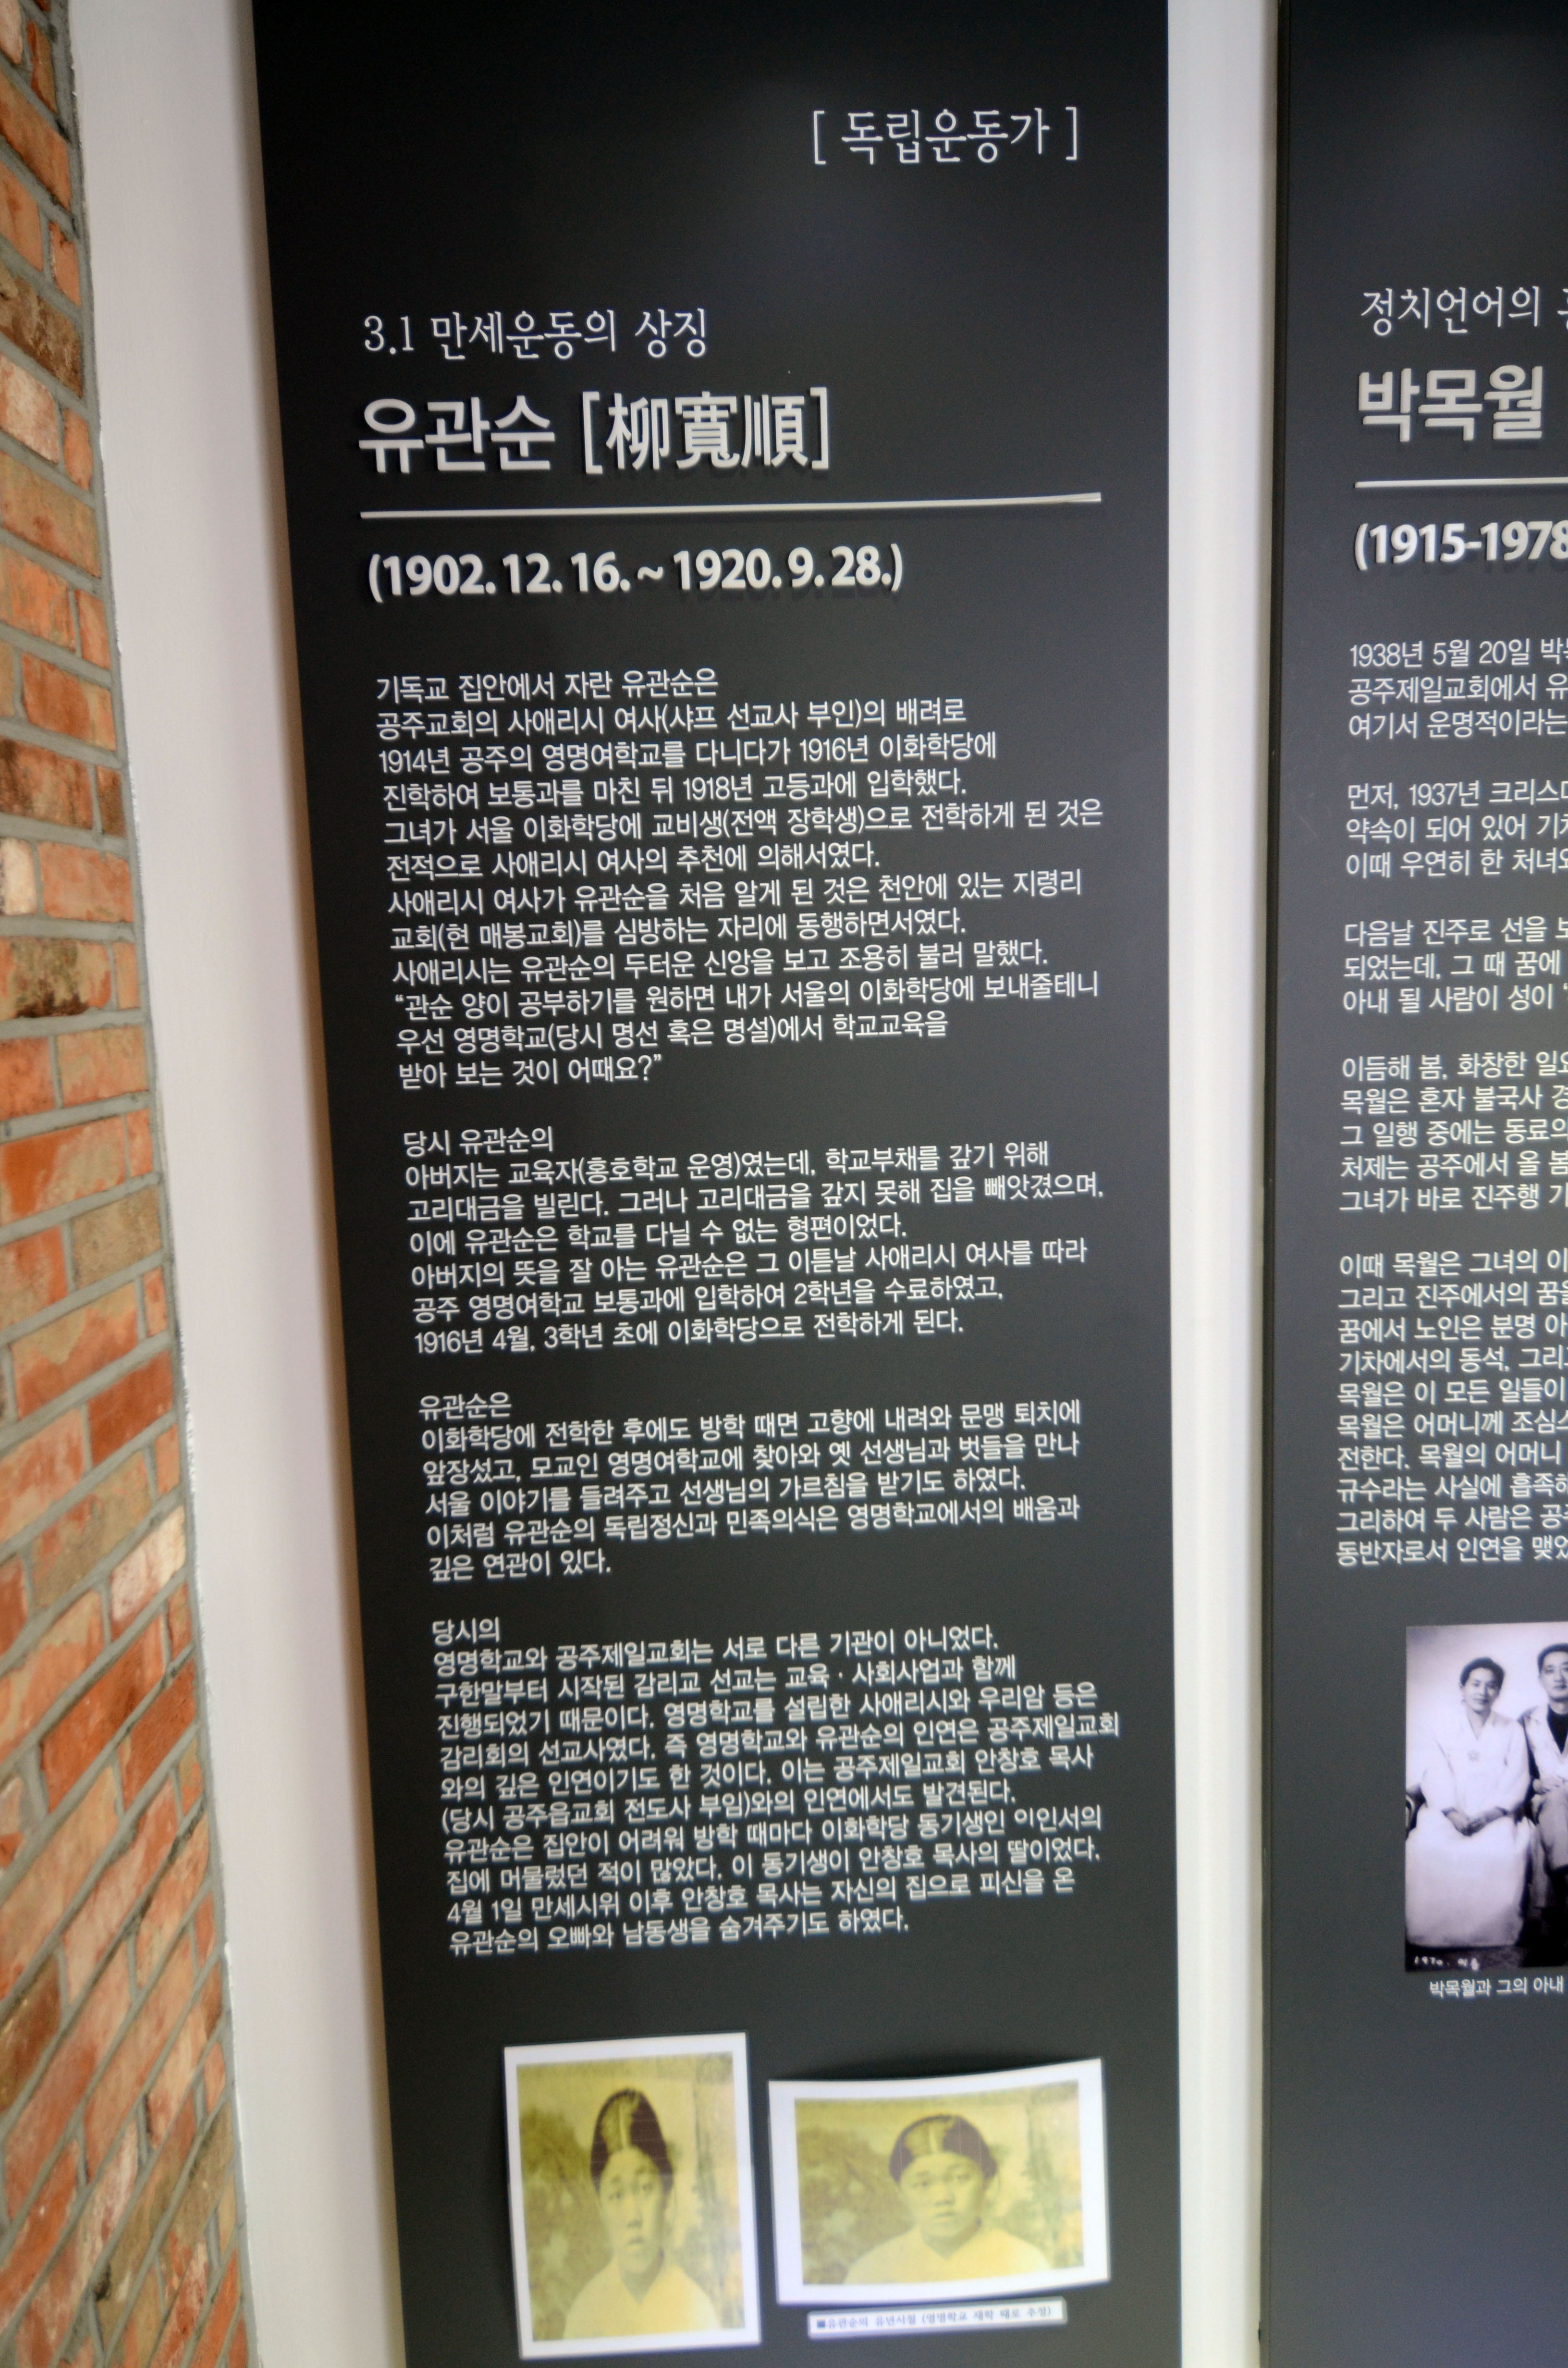 [ 독립운동가 ]
3.1 만세운동의 상징
유관순 [柳寬順]
(1902. 12. 16. ~ 1920. 9. 28.)
기독교 집안에서 자란 유관순은
공주교회의 사애리시 여사(샤프 선교사 부인)의 배려로
1914년 공주의 영명여학교를 다니다가 1916년 이화학당에
진학하여 보통과를 마친 뒤 1918년 고등과에 입학했다.
그녀가 서울 이화학당에 교비생(전액 장학생)으로 전학하게 된 것은
전적으로 사애리시 여사의 추천에 의해서였다.
사애리시 여사가 유관순을 처음 알게 된 것은 천안에 있는 지령리
교회(현 매봉교회)를 심방하는 자리에 동행하면서였다.
사애리시는 유관순의 두터운 신앙을 보고 조용히 불러 말했다.
“관순 양이 공부하기를 원하면 내가 서울의 이화학당에 보내줄테니
우선 영명학교(당시 명선 혹은 명설)에서 학교교육을
받아 보는 것이 어때요?”
당시 유관순의
아버지는 교육자(홍호학교 운영)였는데, 학교부채를 갚기 위해
고리대금을 빌린다. 그러나 고리대금을 갚지 못해 집을 빼앗겼으며,
이에 유관순은 학교를 다닐 수 없는 형편이었다.
아버지의 뜻을 잘 아는 유관순은 그 이튿날 사애리시 여사를 따라
공주 영명여학교 보통과에 입학하여 2학년을 수료하였고,
1916년 4월, 3학년 초에 이화학당으로 전학하게 된다.
유관순은
이화학당에 전학한 후에도 방학 때면 고향에 내려와 문맹 퇴치에
앞장섰고, 모교인 영명여학교에 찾아와 옛 선생님과 벗들을 만나
서울 이야기를 들려주고 선생님의 가르침을 받기도 하였다.
이처럼 유관순의 독립정신과 민족의식은 영명학교에서의 배움과
깊은 연관이 있다.
당시의
영명학교와 공주제일교회는 서로 다른 기관이 아니었다.
구한말부터 시작된 감리교 선교는 교육 · 사회사업과 함께
진행되었기 때문이다. 영명학교를 설립한 사애리시와 우리암 등은
감리회의 선교사였다. 즉 영명학교와 유관순의 인연은 공주제일교회
와의 깊은 인연이기도 한 것이다. 이는 공주제일교회 안창호 목사
(당시 공주읍교회 전도사 부임)와의 인연에서도 발견된다.
유관순은 집안이 어려워 방학 때마다 이화학당 동기생인 이인서의
집에 머물렀던 적이 많았다. 이 동기생이 안창호 목사의 딸이었다.
4월 1일 만세시위 이후 안창호 목사는 자신의 집으로 피신을 온
유관순의 오빠와 남동생을 숨겨주기도 하였다.
■유관순의 유년시절 (영명학교 재학 때로 추정)
정치언어의
박목월
(1915-1978
1938년 5월 20일
공주제일교회에서
여기서 운명적이라는
먼저, 1937년
약속이 되어 있어
이때 우연히 한
다음날 진주로 선을
되었는데, 그 때 꿈에
아내 될 사람이 성이
이듬해 봄, 화창한
목월은 혼자 불국사
그 일행 중에는
처제는 공주에서 올
그녀가 바로 진주행
이때 목월은 그녀의
그리고 진주에서의
꿈에서 노인은 분명
기차에서의 동석,
목월은 이 모든 일들이
목월은 어머니께
전한다. 목월의 어머니
규수라는 사실에
그리하여 두 사람은
동반자로서 인연을
박목월과 그의 아내